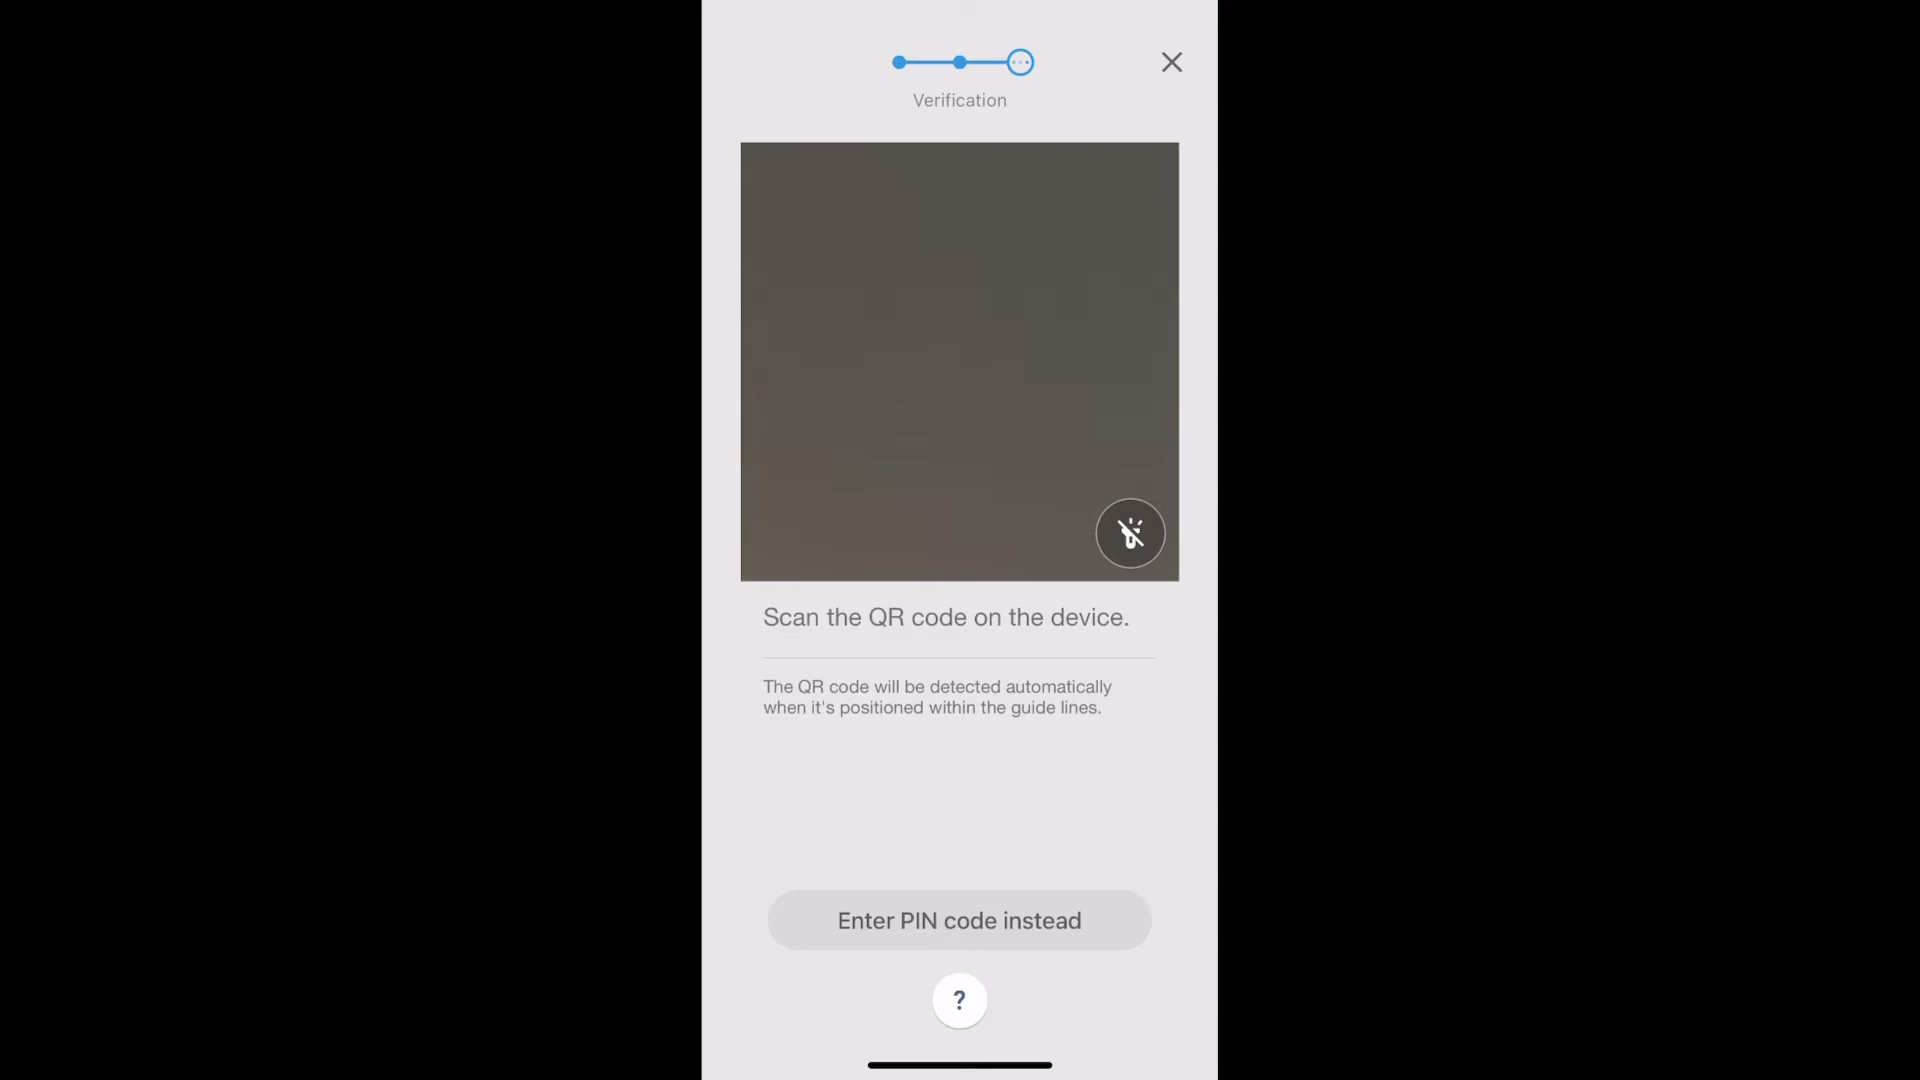 Verification
Scan the QR code on the device.
The QR code will be detected automatically
when it's positioned within the guide lines.
Enter PIN code instead
?